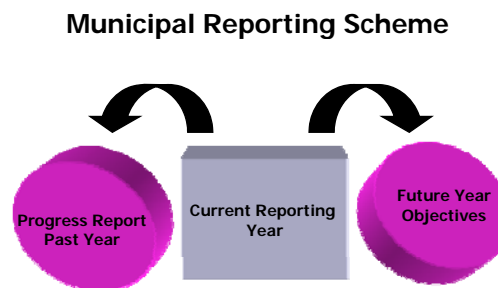 Municipal Reporting Scheme
Progress Report
Past Year
Current Reporting
Year
Future Year
Objectives